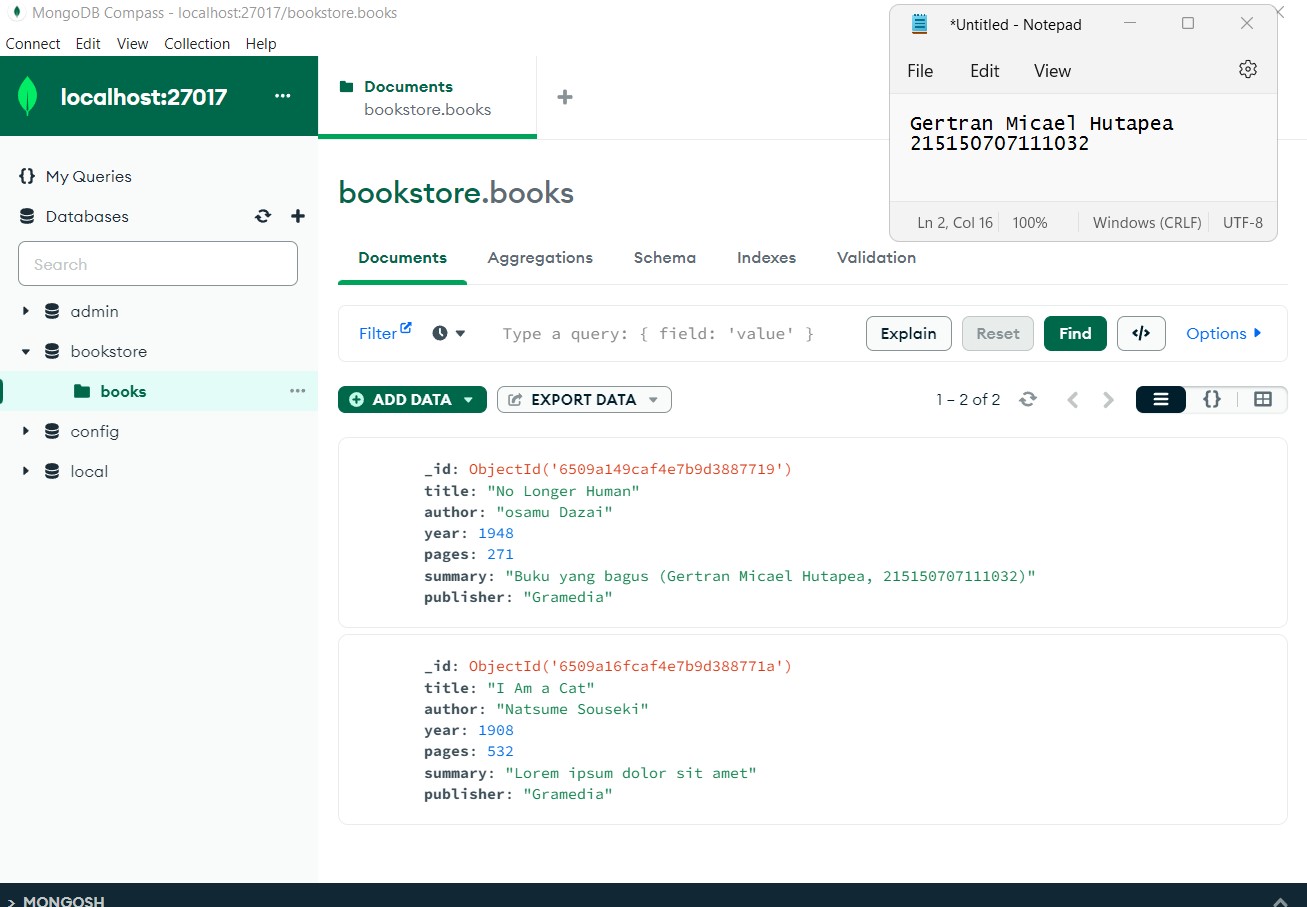 MongoDB Compass - localhost:27017/bookstore.books
Connect Edit View Collection Help
localhost:27017 ...
Documents
bookstore.books
*Untitled - Notepad
File Edit View
Gertran Micael Hutapea
215150707111032
Ln 2, Col 16 100% Windows (CRLF) UTF-8
{} My Queries
Databases
Search
admin
bookstore
books ...
config
local
bookstore.books
Documents Aggregations Schema Indexes Validation
Filter Type a query: { field: 'value' } Explain Reset Find </> Options
ADD DATA EXPORT DATA 1 – 2 of 2 {}
_id: ObjectId('6509a149caf4e7b9d3887719')
title: "No Longer Human"
author: "osamu Dazai"
year: 1948
pages: 271
summary: "Buku yang bagus (Gertran Micael Hutapea, 215150707111032)"
publisher: "Gramedia"
_id: ObjectId('6509a16fcaf4e7b9d388771a')
title: "I Am a Cat"
author: "Natsume Souseki"
year: 1908
pages: 532
summary: "Lorem ipsum dolor sit amet"
publisher: "Gramedia"
>_MONGOSH